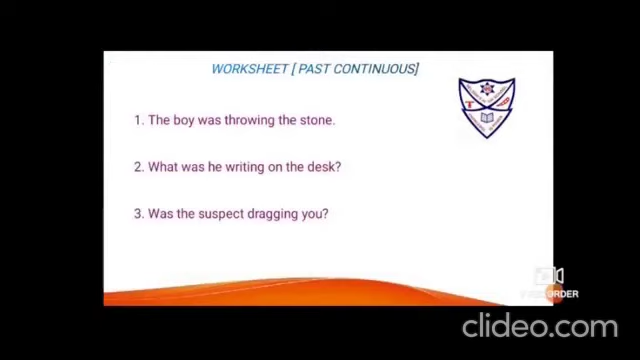 WORKSHEET [ PAST CONTINUOUS]
1. The boy was throwing the stone.
2. What was he writing on the desk?
3. Was the suspect dragging you?
clideo.com